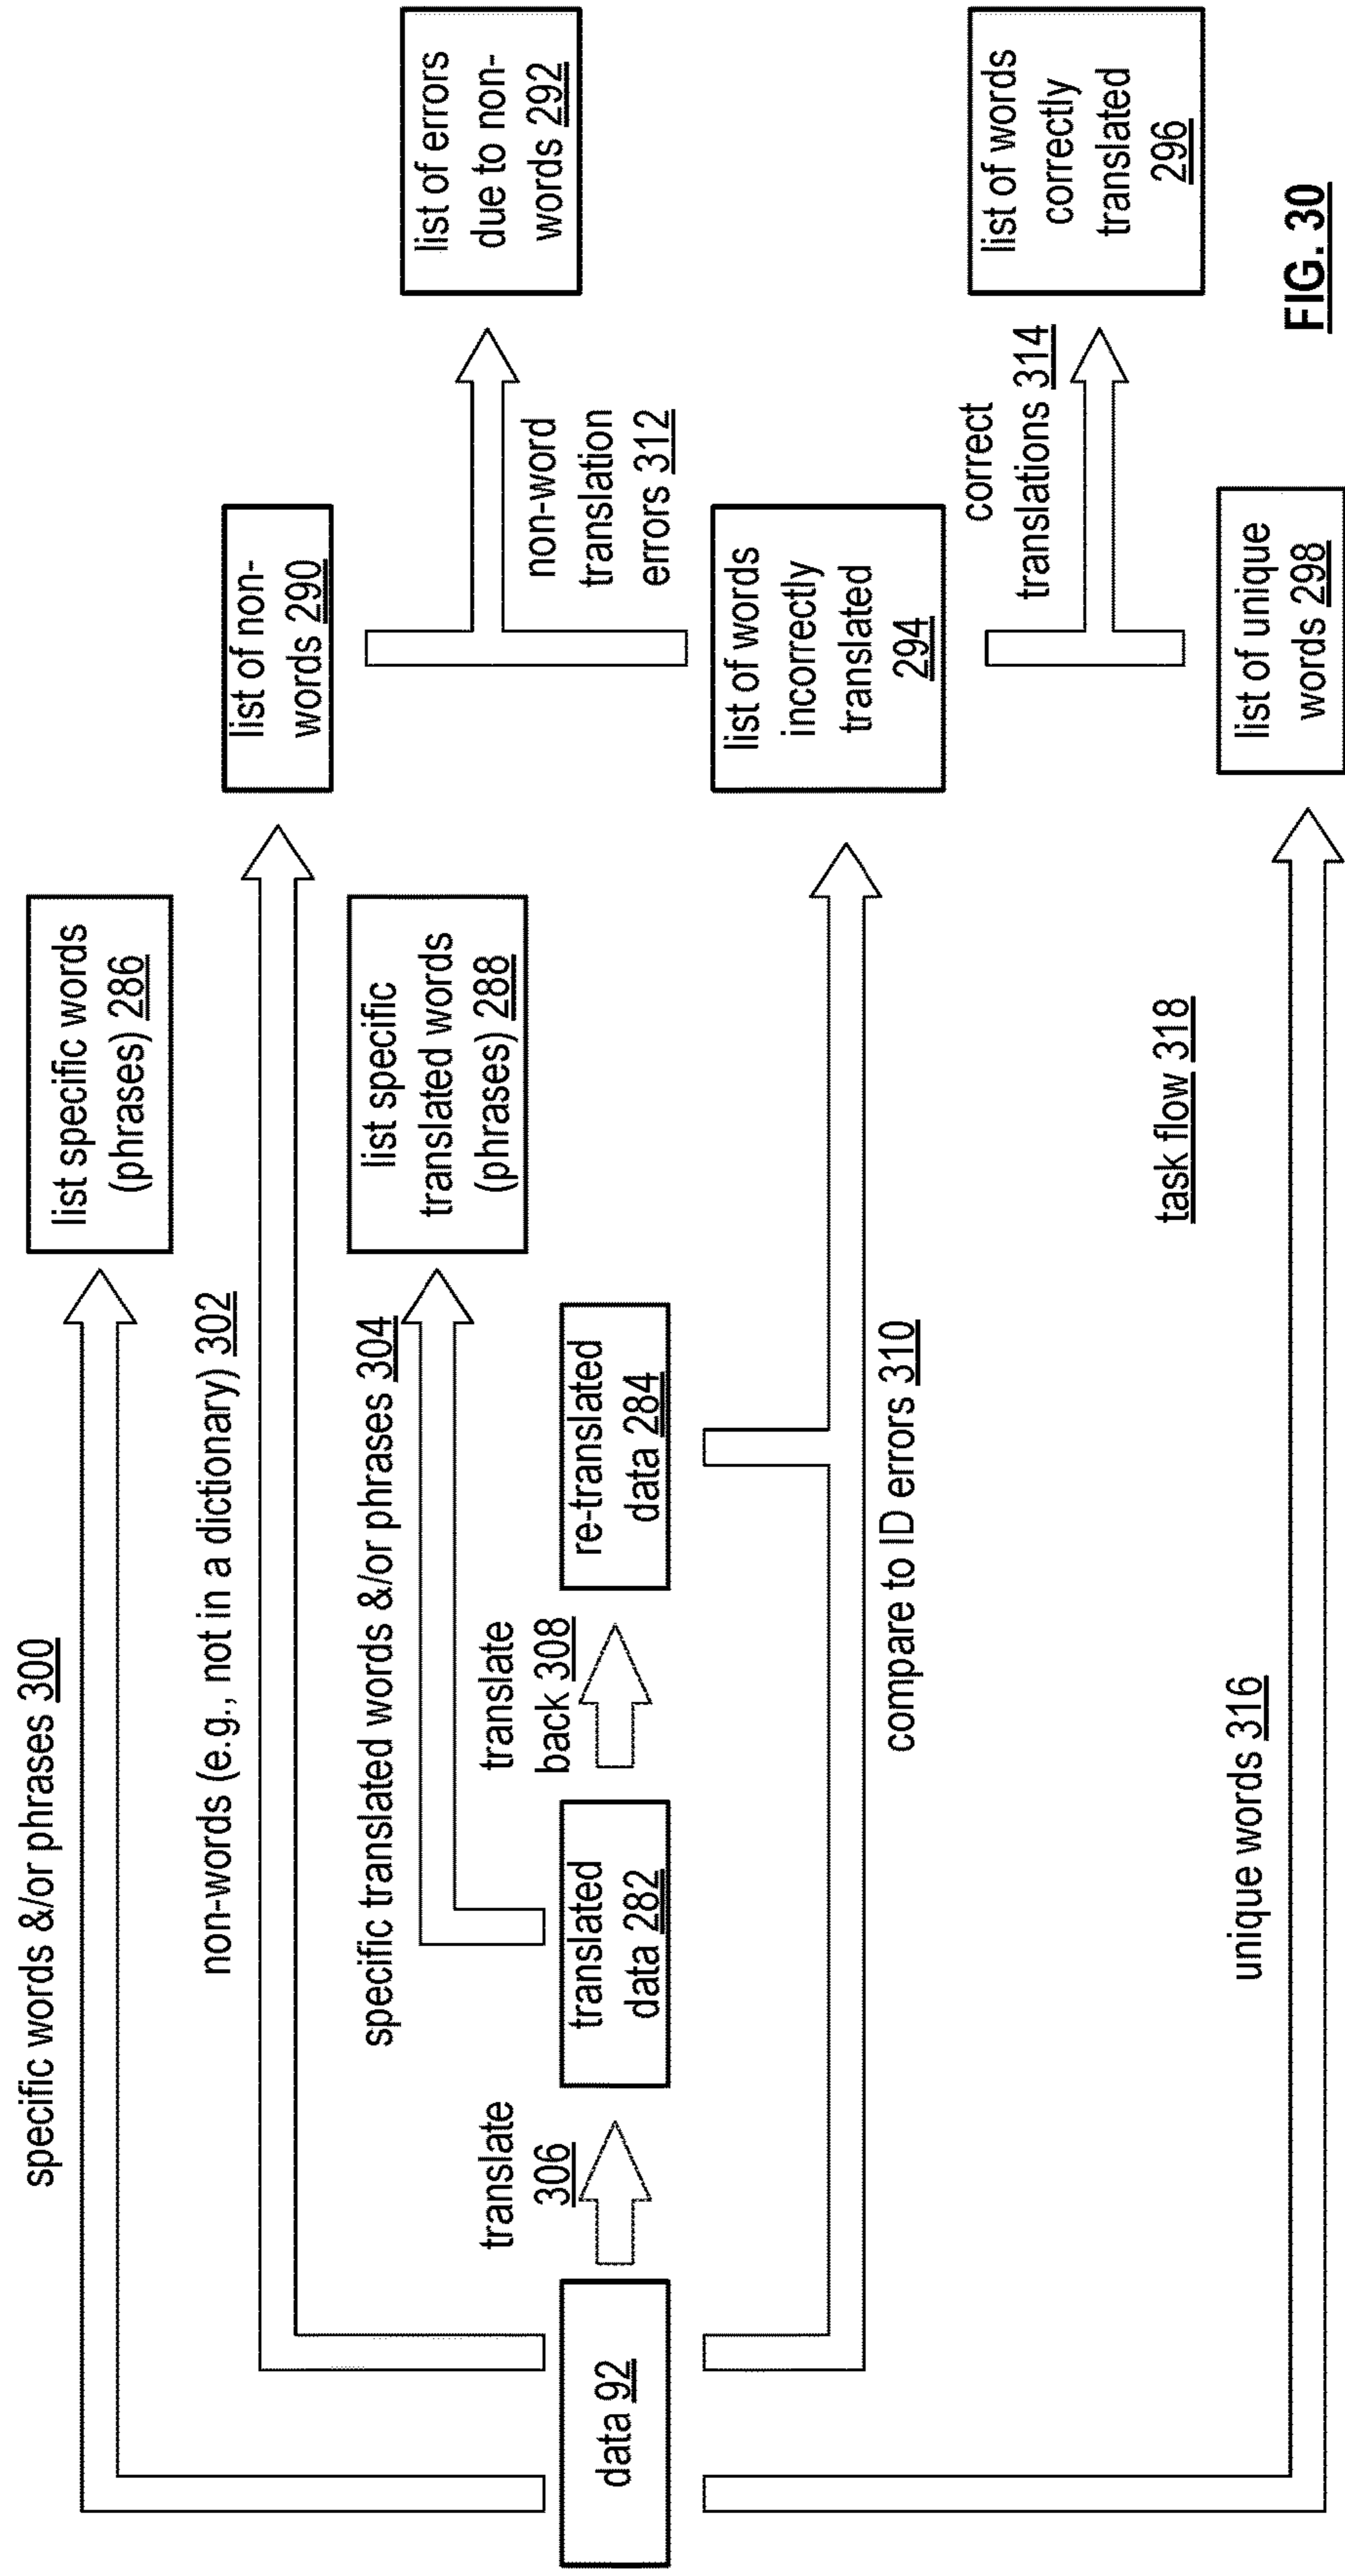 specific words &/or phrases 300
list specific words
(phrases) 286
non-words (e.g., not in a dictionary) 302
list of non-
words 290
specific translated words &/or phrases 304
list specific
translated words
(phrases) 288
list of errors
due to non-
words 292
non-word
translation
errors 312
data 92
translate
306
translated
data 282
translate
back 308
re-translated
data 284
compare to ID errors 310
list of words
incorrectly
translated
294
correct
translations 314
list of words
correctly
translated
296
task flow 318
unique words 316
list of unique
words 298
FIG. 30